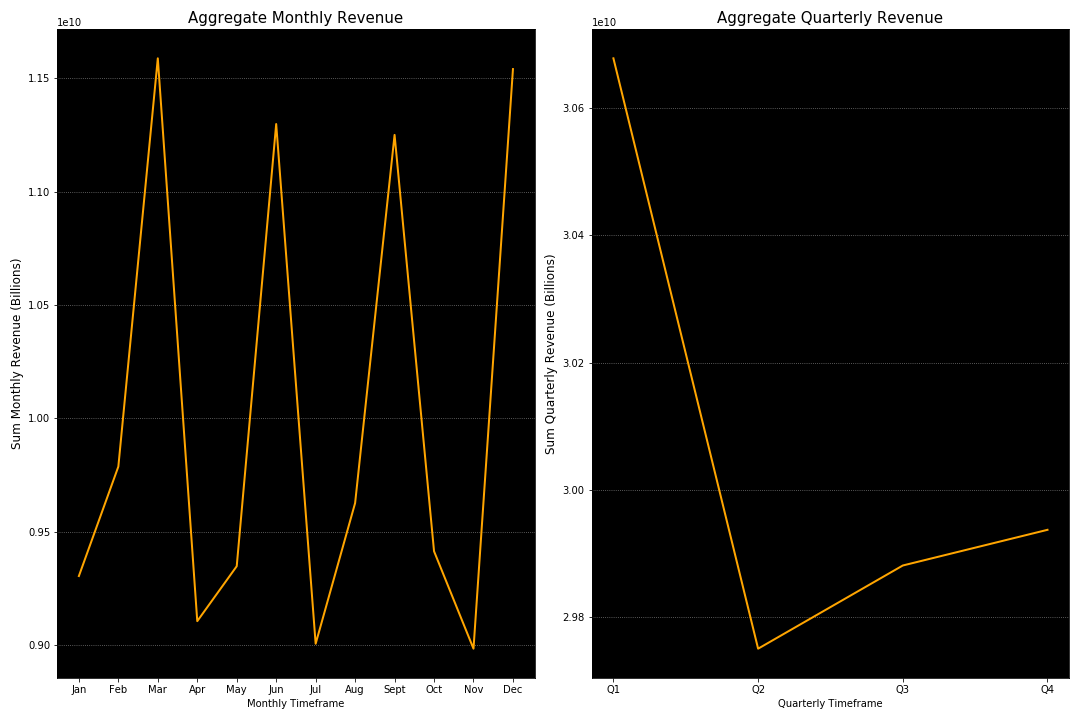 Aggregate Monthly Revenue
1e10
1.15
1.10
1.05
1.00
0.95
0.90
Sum Monthly Revenue (Billions)
Jan Feb Mar Apr May Jun Jul Aug Sept Oct Nov Dec
Monthly Timeframe
Aggregate Quarterly Revenue
1e10
3.06
3.04
3.02
3.00
2.98
Sum Quarterly Revenue (Billions)
Q1 Q2 Q3 Q4
Quarterly Timeframe